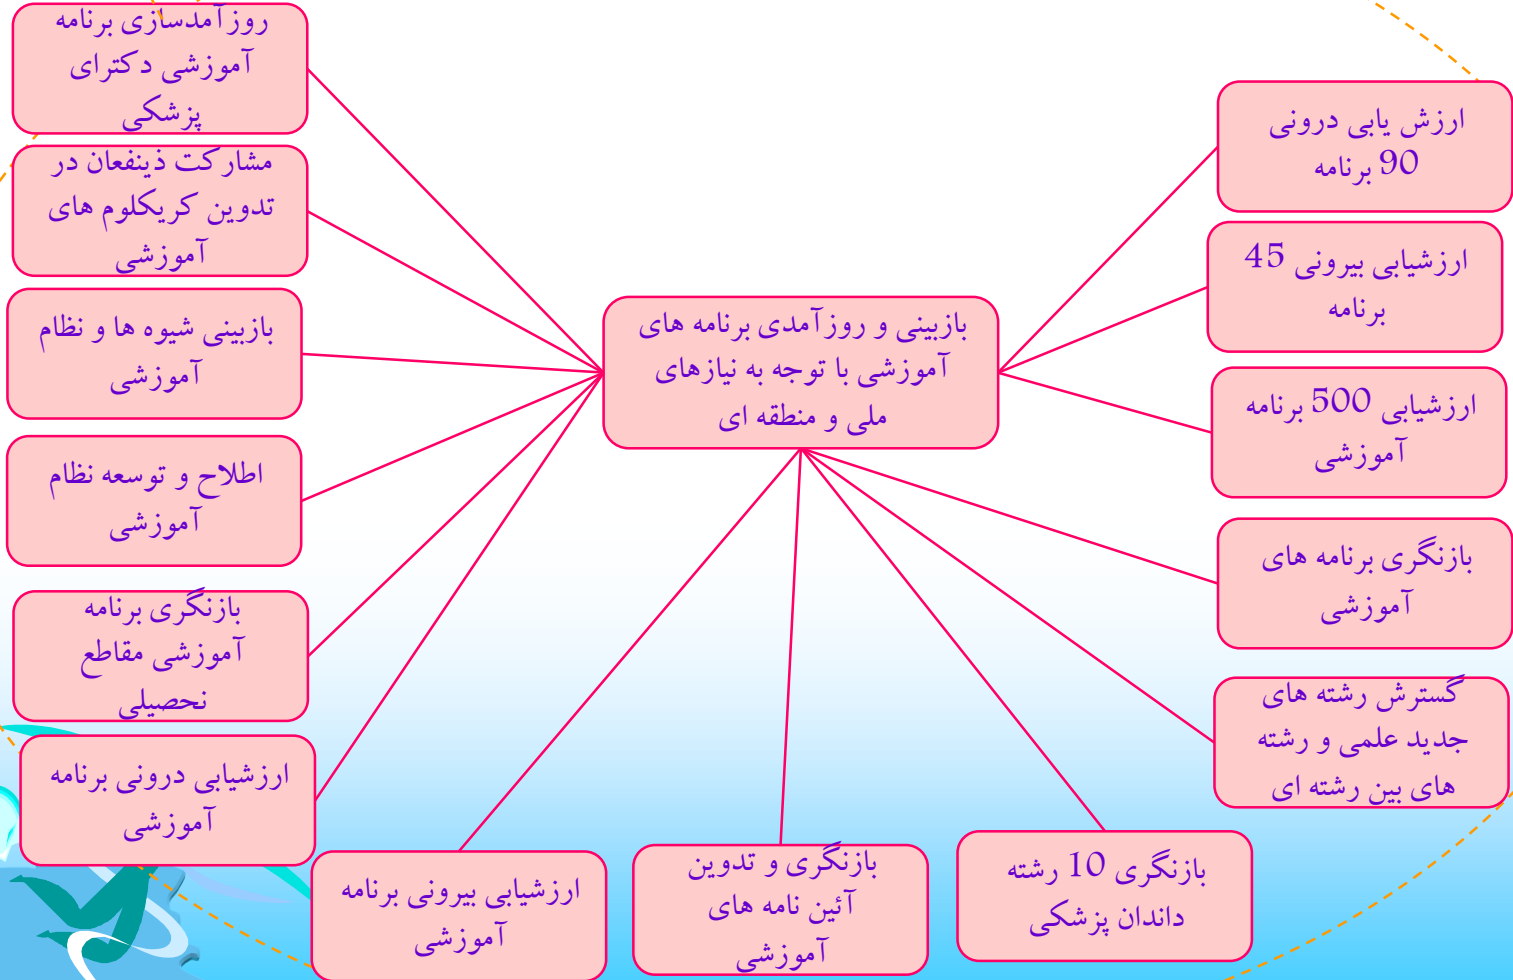 روزآمدسازی برنامه
آموزشی دکترای
پزشکی
مشارکت ذینفعان در
تدوین کریکلوم های
آموزشی
بازبینی شیوه ها و نظام
آموزشی
اطلاح و توسعه نظام
آموزشی
بازنگری برنامه
آموزشی مقاطع
نحصیلی
ارزشیابی درونی برنامه
آموزشی
بازبینی و روزآمدی برنامه های
آموزشی با توجه به نیازهای
ملی و منطقه ای
ارزش یابی درونی
90 برنامه
ارزشیابی بیرونی 45
برنامه
ارزشیابی 500 برنامه
آموزشی
بازنگری برنامه های
آموزشی
گسترش رشته های
جدید علمی و رشته
های بین رشته ای
بازنگری 10 رشته
داندان پزشکی
بازنگری و تدوین
آئین نامه های
آموزشی
ارزشیابی بیرونی برنامه
آموزشی